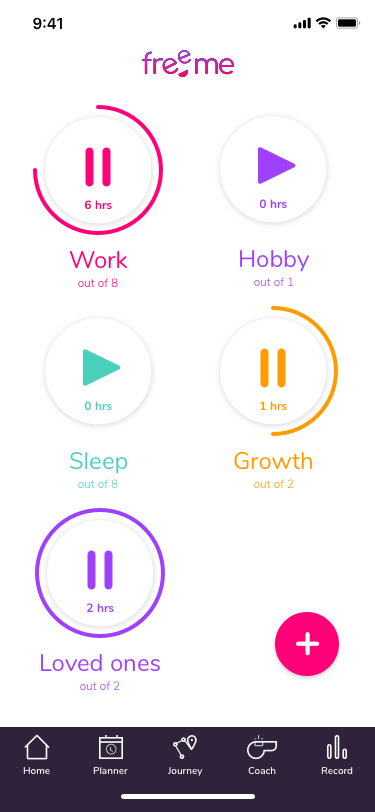 9:41
freeme
6 hrs
Work
out of 8
0 hrs
Hobby
out of 1
0 hrs
Sleep
out of 8
1 hrs
Growth
out of 2
2 hrs
Loved ones
out of 2
Home
Planner
Journey
Coach
Record